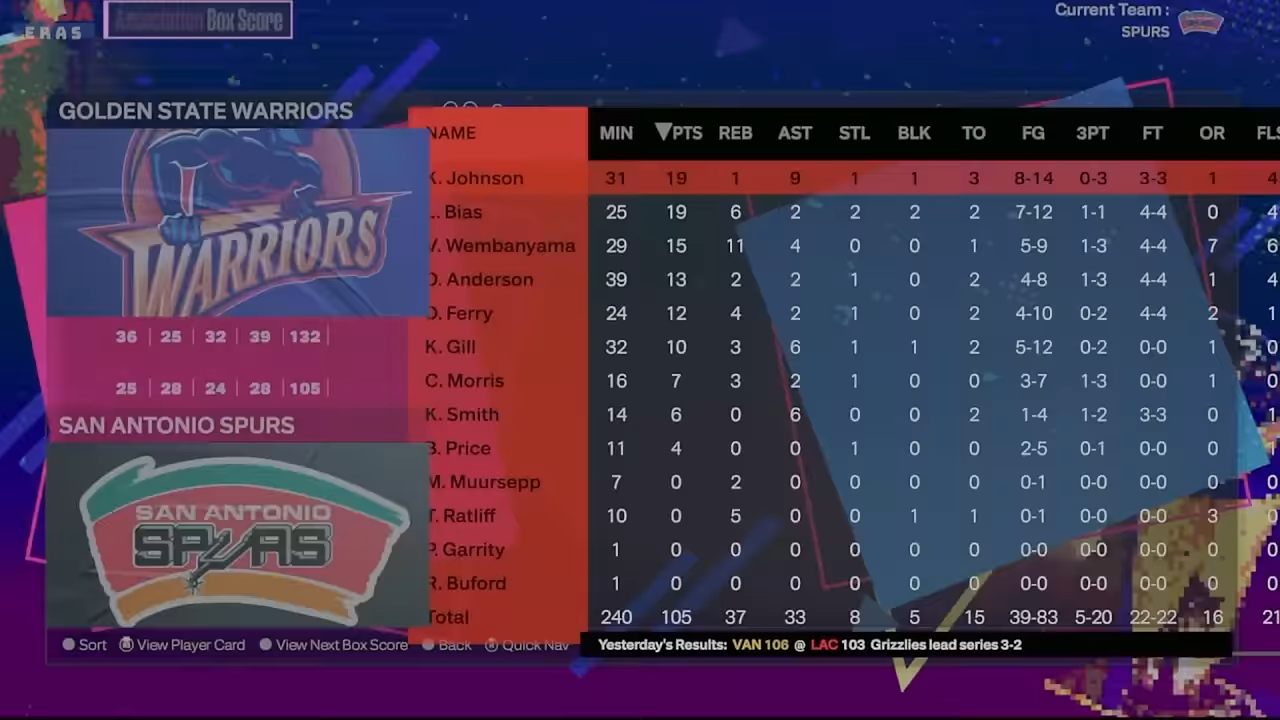 ERAS
Association Box Score
Current Team :
SPURS
GOLDEN STATE WARRIORS
WARRIORS
36 25 32 39 132
25 28 24 28 105
SAN ANTONIO SPURS
SAN ANTONIO
SPURS
NAME MIN ▼PTS REB AST STL BLK TO FG 3PT FT OR FLS
K. Johnson 31 19 1 9 1 1 3 8-14 0-3 3-3 1 4
L. Bias 25 19 6 2 2 2 2 7-12 1-1 4-4 0 4
V. Wembanyama 29 15 11 4 0 0 1 5-9 1-3 4-4 7 6
D. Anderson 39 13 2 2 1 0 2 4-8 1-3 4-4 1 4
D. Ferry 24 12 4 2 1 0 2 4-10 0-2 4-4 2 1
K. Gill 32 10 3 6 1 1 2 5-12 0-2 0-0 1 0
C. Morris 16 7 3 2 1 0 0 3-7 1-3 0-0 1 0
K. Smith 14 6 0 6 0 0 2 1-4 1-2 3-3 0 1
B. Price 11 4 0 0 1 0 0 2-5 0-1 0-0 0 1
M. Muursepp 7 0 2 0 0 0 0 0-1 0-0 0-0 0 0
T. Ratliff 10 0 5 0 0 1 1 0-1 0-0 0-0 3 0
P. Garrity 1 0 0 0 0 0 0 0-0 0-0 0-0 0 0
R. Buford 1 0 0 0 0 0 0 0-0 0-0 0-0 0 0
Total 240 105 37 33 8 5 15 39-83 5-20 22-22 16 21
Sort View Player Card View Next Box Score Back Quick Nav
Yesterday's Results: VAN 106 @ LAC 103 Grizzlies lead series 3-2